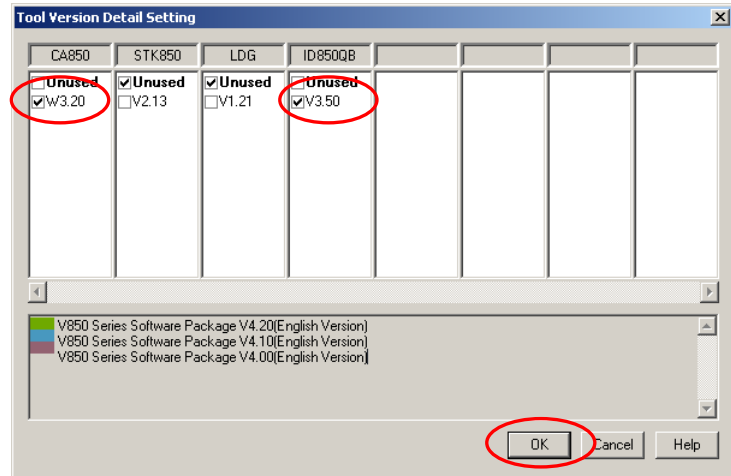 Tool Version Detail Setting
CA850 STK850 LDG ID850QB
Unused Unused Unused Unused
W3.20 V2.13 V1.21 V3.50
V850 Series Software Package V4.20(English Version)
V850 Series Software Package V4.10(English Version)
V850 Series Software Package V4.00(English Version)
OK Cancel Help